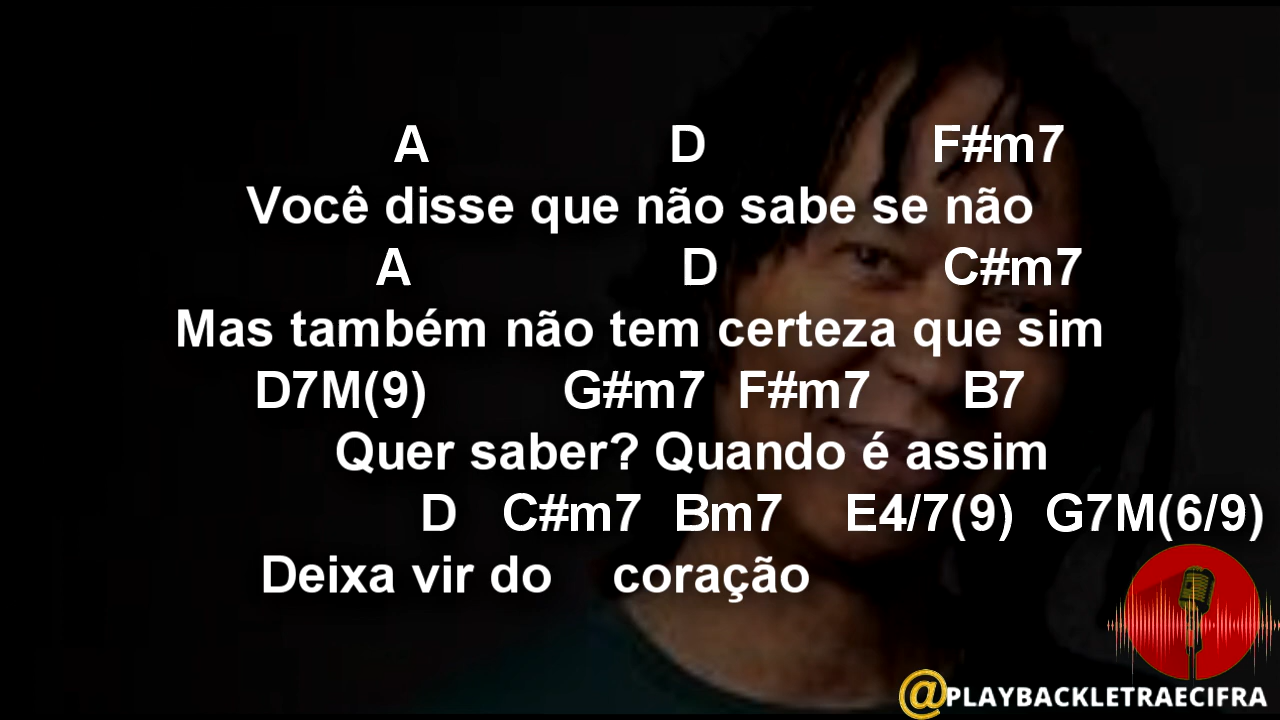 A D F#m7
Você disse que não sabe se não
A D C#m7
Mas também não tem certeza que sim
D7M(9) G#m7 F#m7 B7
Quer saber? Quando é assim
D C#m7 Bm7 E4/7(9) G7M(6/9)
Deixa vir do coração
@PLAYBACKLETRAECIFRA